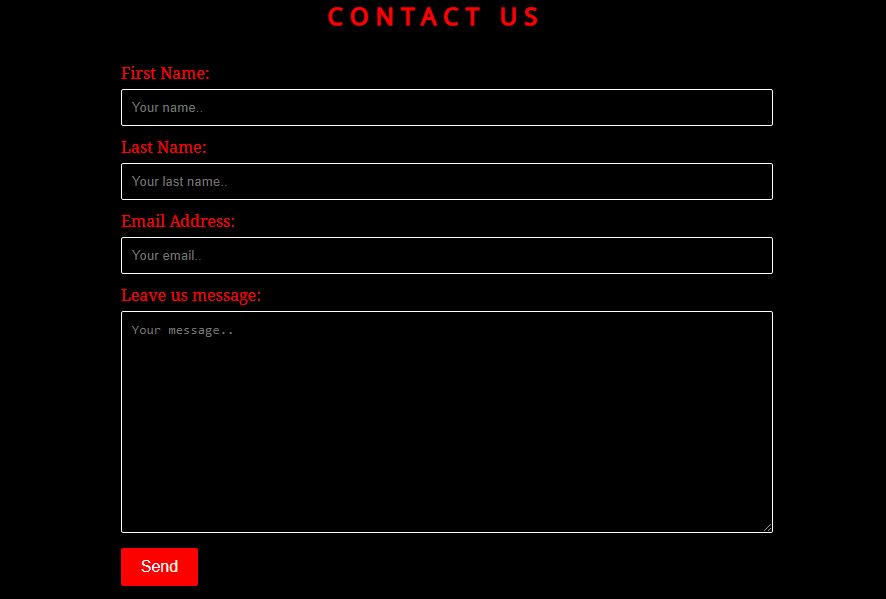 CONTACT US
First Name:
Your name..
Last Name:
Your last name..
Email Address:
Your email..
Leave us message:
Your message..
Send